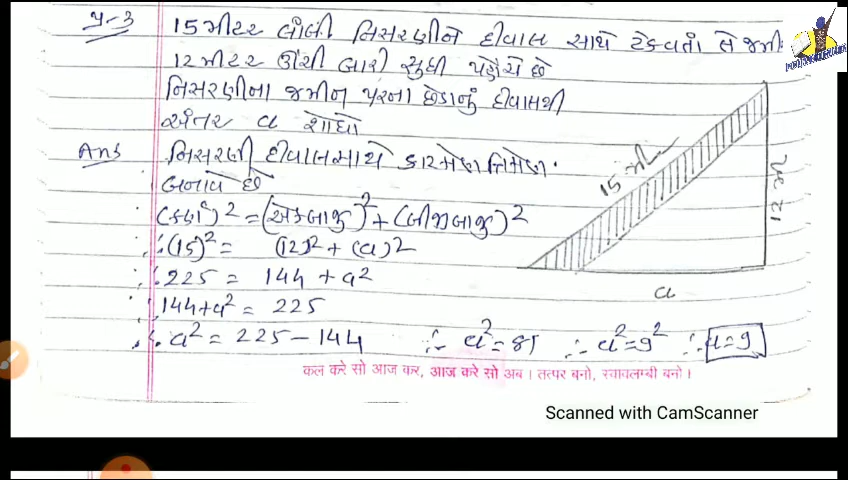 પ્ર-3 15 મીટર લાંબી નિસરણીને દીવાલ સાથે ટેકવતાં તે જમી
12 મીટર ઊંચી બારી સુધી પહોંચે છે
નિસરણીના જમીન પરના છેડાનું દીવાલથી
અંતર a શોધો
Ans નિસરણી દીવાલ સાથે કાટકોણ ત્રિકોણ
બનાવે છે
(કર્ણ)2 = (એકબાજુ)2 + (બીજીબાજુ)2
∴ (15)2 = (12)2 + (a)2
∴ 225 = 144 + a2
∴ 144+a2 = 225
∴ a2 = 225 - 144 ∴ a2 = 81 ∴ a2 = 92 ∴ a = 9
15 મીટર
12
a
कल करे सो आज कर, आज करे सो अब । तत्पर बनो, स्वावलम्बी बनो ।
Scanned with CamScanner